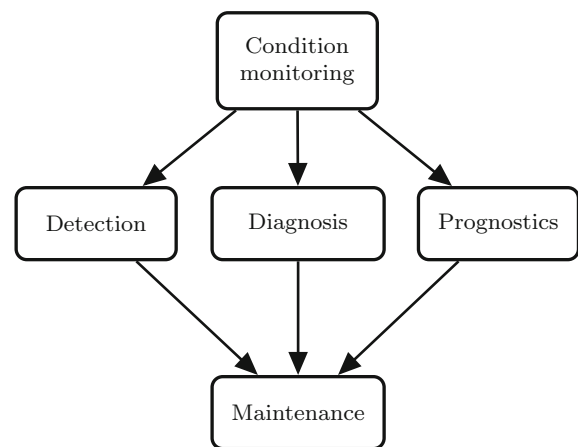 Condition
monitoring
Detection
Diagnosis
Prognostics
Maintenance